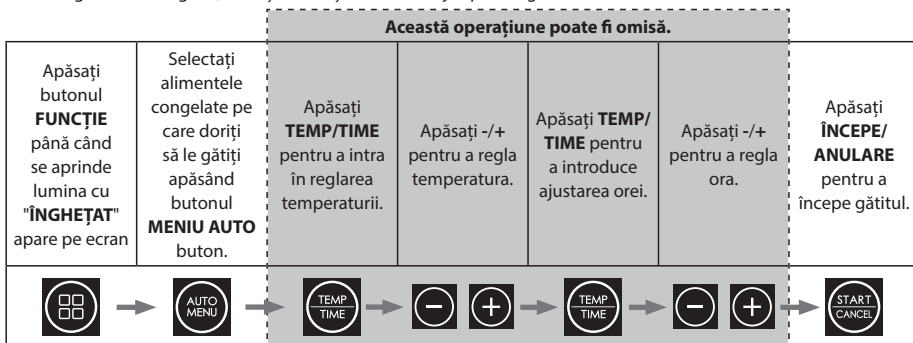 Această operațiune poate fi omisă.
Apăsați
butonul
FUNCȚIE
până când
se aprinde
lumina cu
"ÎNGHEȚAT"
apare pe ecran
Selectați
alimentele
congelate pe
care doriți
să le gătiți
apăsând
butonul
MENIU AUTO
buton.
Apăsați
TEMP/TIME
pentru a intra
în reglarea
temperaturii.
Apăsați -/+
pentru a regla
temperatura.
Apăsați TEMP/
TIME pentru
a introduce
ajustarea orei.
Apăsați -/+
pentru a regla
ora.
Apăsați
ÎNCEPE/
ANULARE
pentru a
începe gătitul.
AUTO
MENU
TEMP
TIME
- +
TEMP
TIME
- +
START
CANCEL